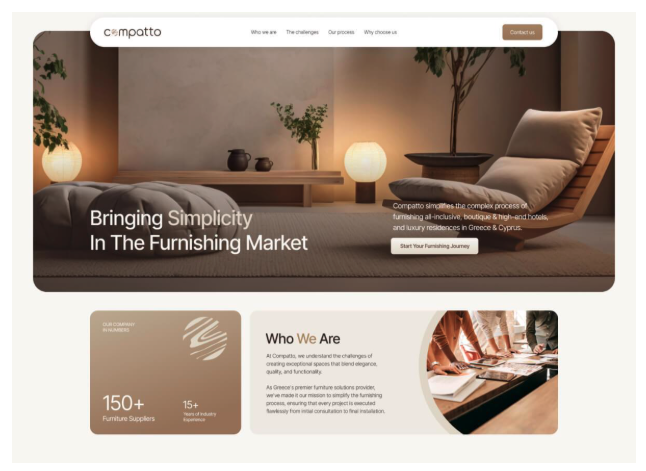 compatto
Who we are The challenges Our process Why choose us
Contact us
Bringing Simplicity
In The Furnishing Market
Compatto simplifies the complex process of
furnishing all-inclusive, boutique & high-end hotels,
and luxury residences in Greece & Cyprus.
Start Your Furnishing Journey
OUR COMPANY
IN NUMBERS
150+
Furniture Suppliers
15+
Years of Industry
Experience
Who We Are
At Compatto, we understand the challenges of
creating exceptional spaces that blend elegance,
quality, and functionality.
As Greece's premier furniture solutions provider,
we've made it our mission to simplify the furnishing
process, ensuring that every project is executed
flawlessly from initial consultation to final installation.